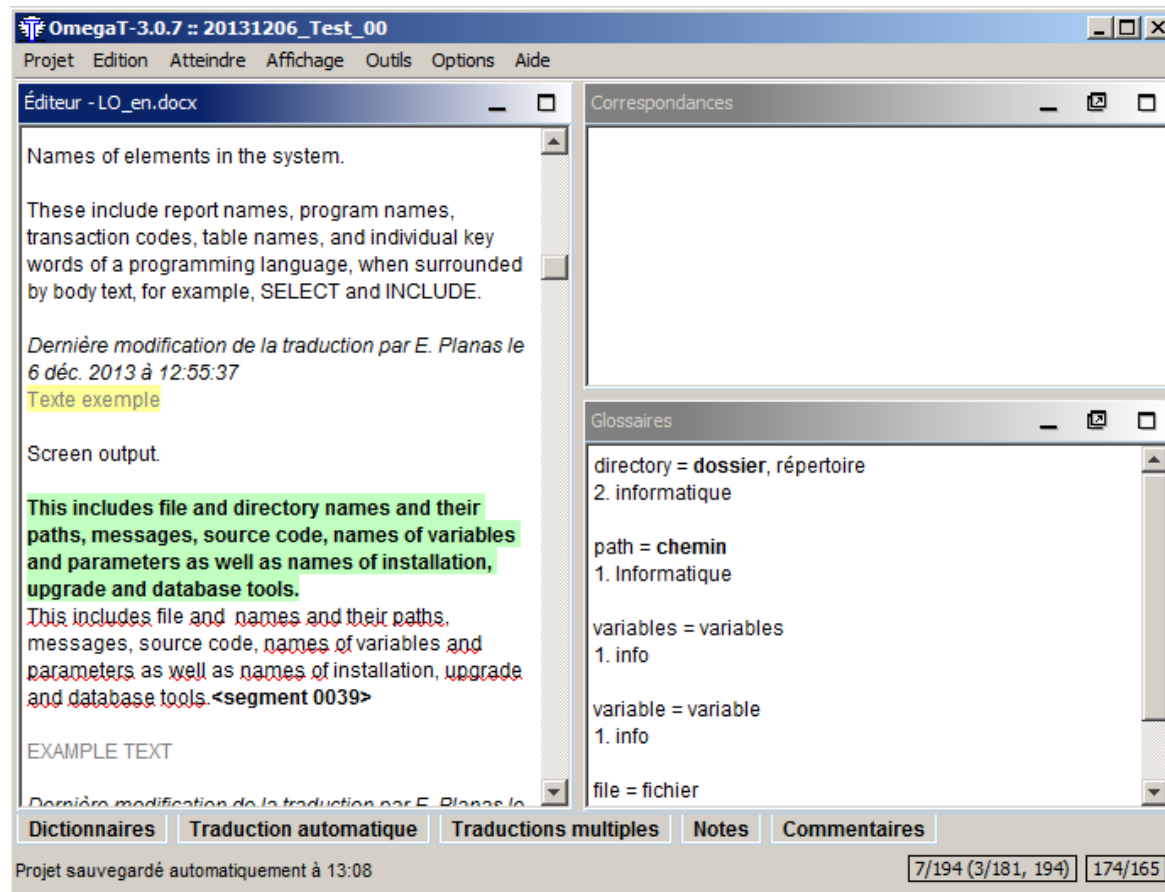 OmegaT-3.0.7 :: 20131206_Test_00
Projet Edition Atteindre Affichage Outils Options Aide
Éditeur - LO_en.docx
Names of elements in the system.
These include report names, program names,
transaction codes, table names, and individual key
words of a programming language, when surrounded
by body text, for example, SELECT and INCLUDE.
Dernière modification de la traduction par E. Planas le
6 déc. 2013 à 12:55:37
Texte exemple
Screen output.
This includes file and directory names and their
paths, messages, source code, names of variables
and parameters as well as names of installation,
upgrade and database tools.
This includes file and  names and their paths,
messages, source code, names of variables and
parameters as well as names of installation, upgrade
and database tools.<segment 0039>
EXAMPLE TEXT
Dernière modification de la traduction par E. Planas le
Correspondances
Glossaires
directory = dossier, répertoire
2. informatique
path = chemin
1. Informatique
variables = variables
1. info
variable = variable
1. info
file = fichier
Dictionnaires Traduction automatique Traductions multiples Notes Commentaires
Projet sauvegardé automatiquement à 13:08
7/194 (3/181, 194) 174/165